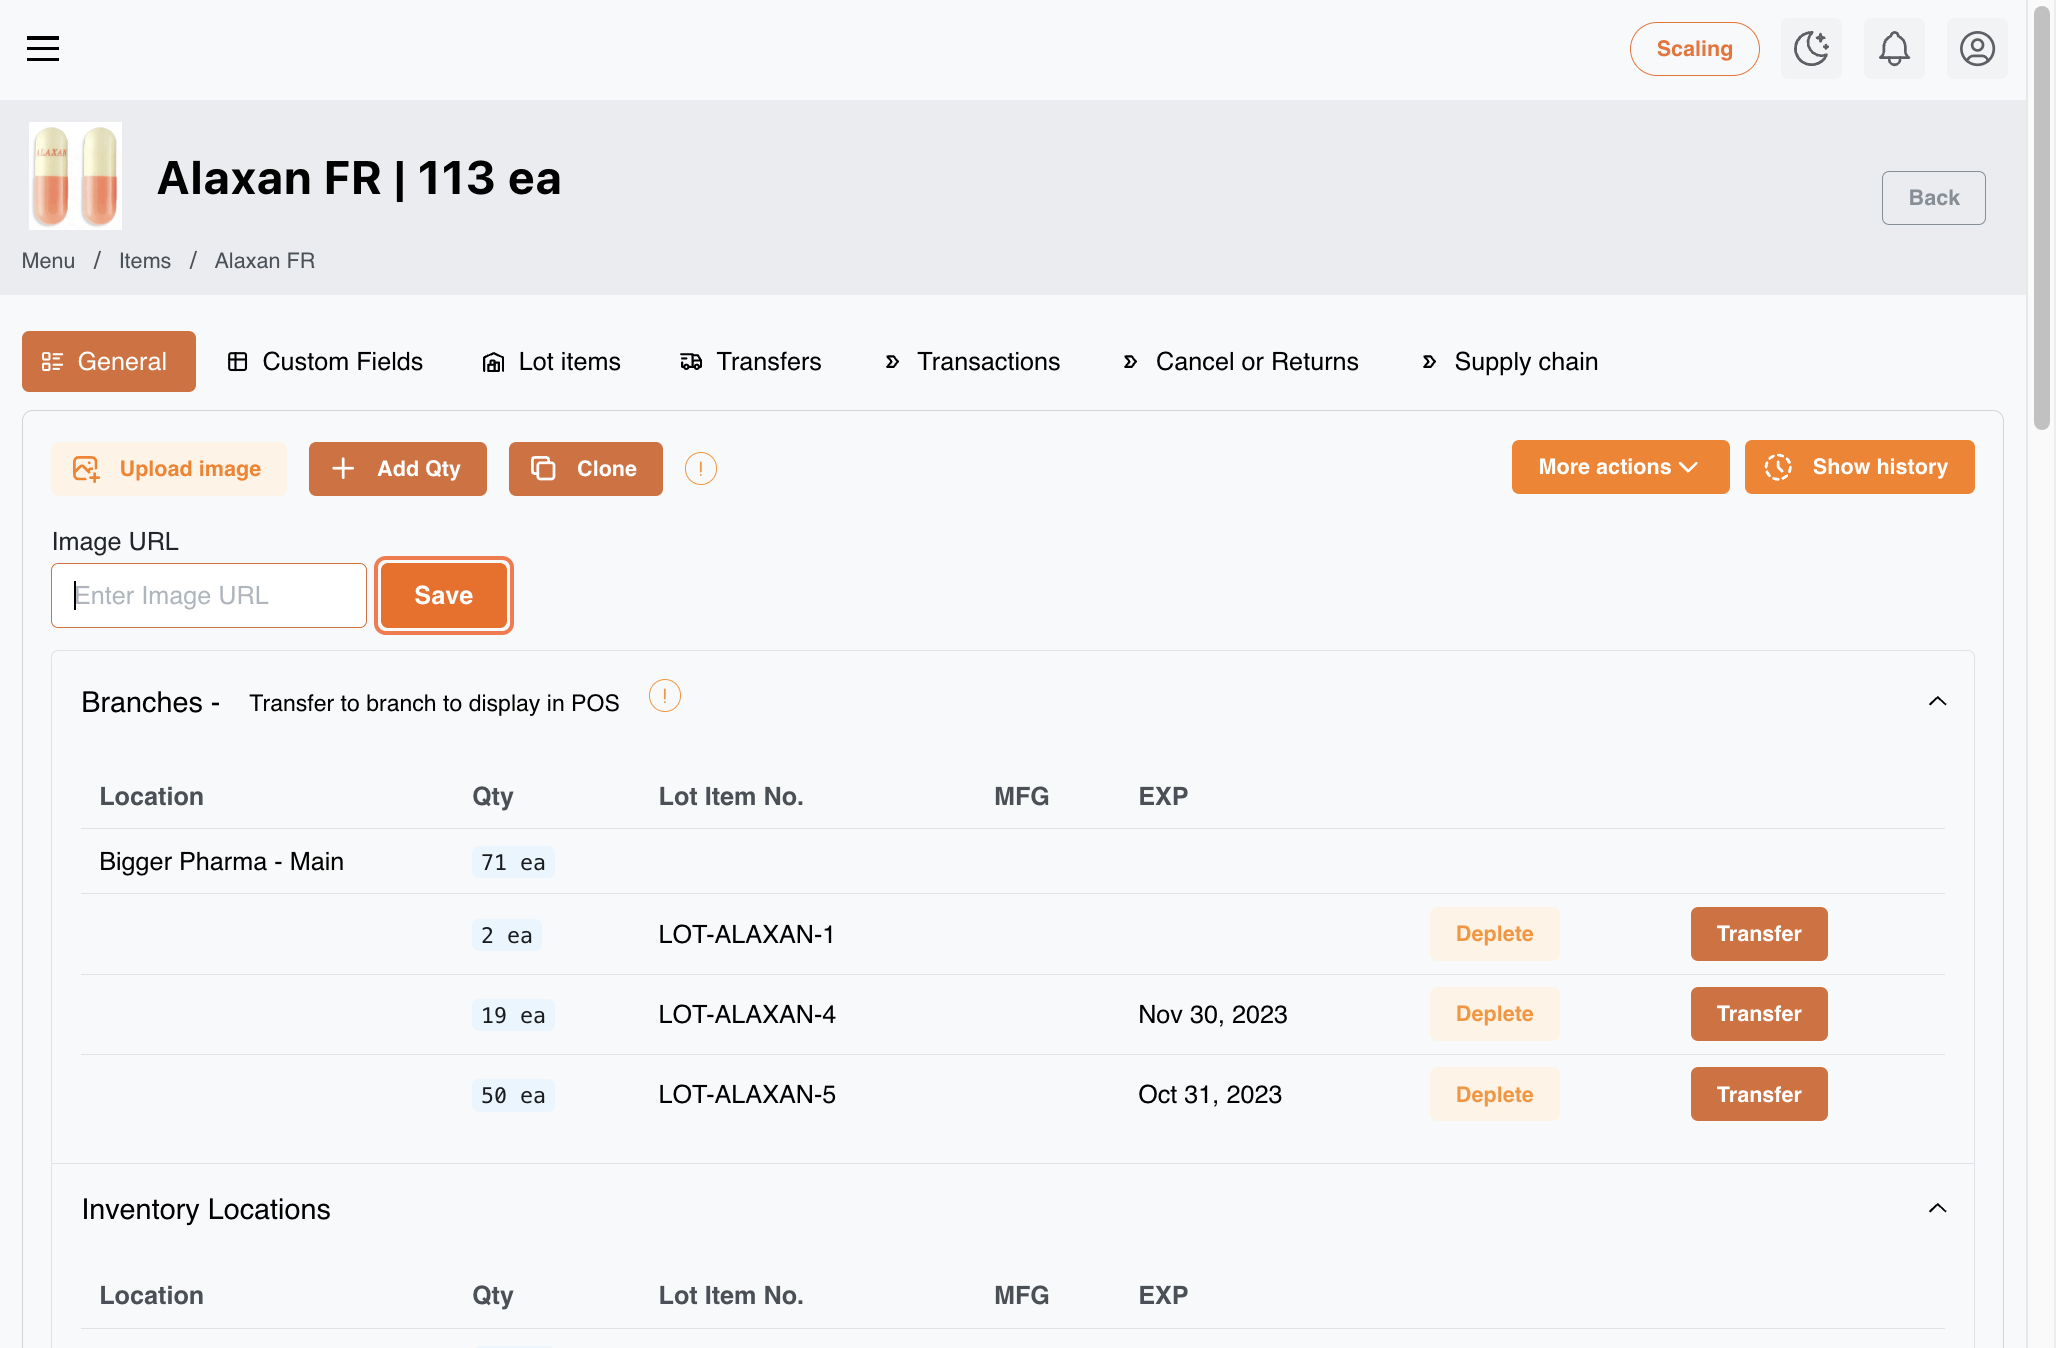 Scaling
ALAXAN
Alaxan FR | 113 ea
Back
Menu / Items / Alaxan FR
General Custom Fields Lot items Transfers Transactions Cancel or Returns Supply chain
Upload image Add Qty Clone ! More actions Show history
Image URL
Enter Image URL Save
Branches - Transfer to branch to display in POS !
Location Qty Lot Item No. MFG EXP
Bigger Pharma - Main 71 ea
2 ea LOT-ALAXAN-1 Deplete Transfer
19 ea LOT-ALAXAN-4 Nov 30, 2023 Deplete Transfer
50 ea LOT-ALAXAN-5 Oct 31, 2023 Deplete Transfer
Inventory Locations
Location Qty Lot Item No. MFG EXP